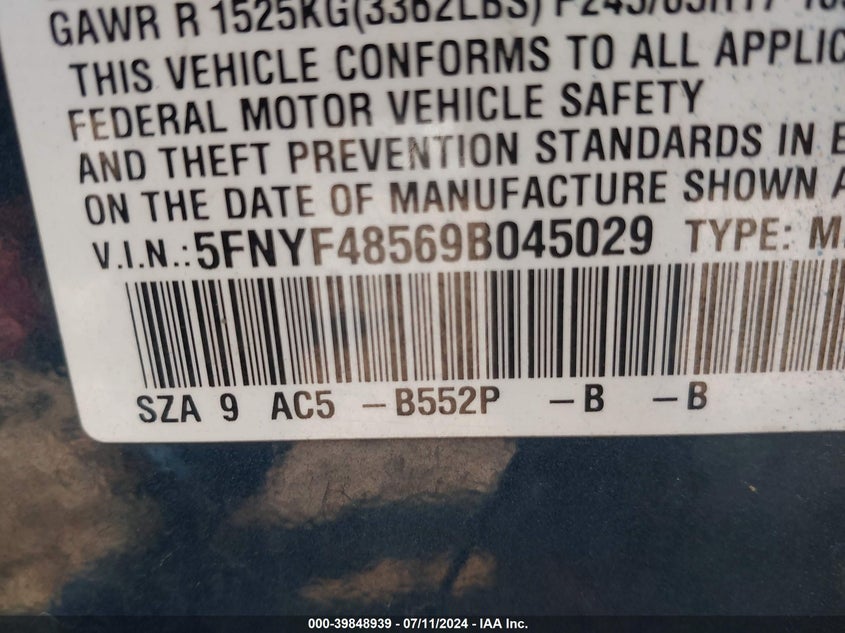 GAWR R 1525KG(3362LBS)
THIS VEHICLE CONFORMS TO ALL
FEDERAL MOTOR VEHICLE SAFETY
AND THEFT PREVENTION STANDARDS IN
ON THE DATE OF MANUFACTURE SHOWN
V.I.N.:5FNYF48569B045029 TYPE:
SZA 9 AC5 -B552P -B -B
000-39848939 / 07/11/2024 - IAA Inc.